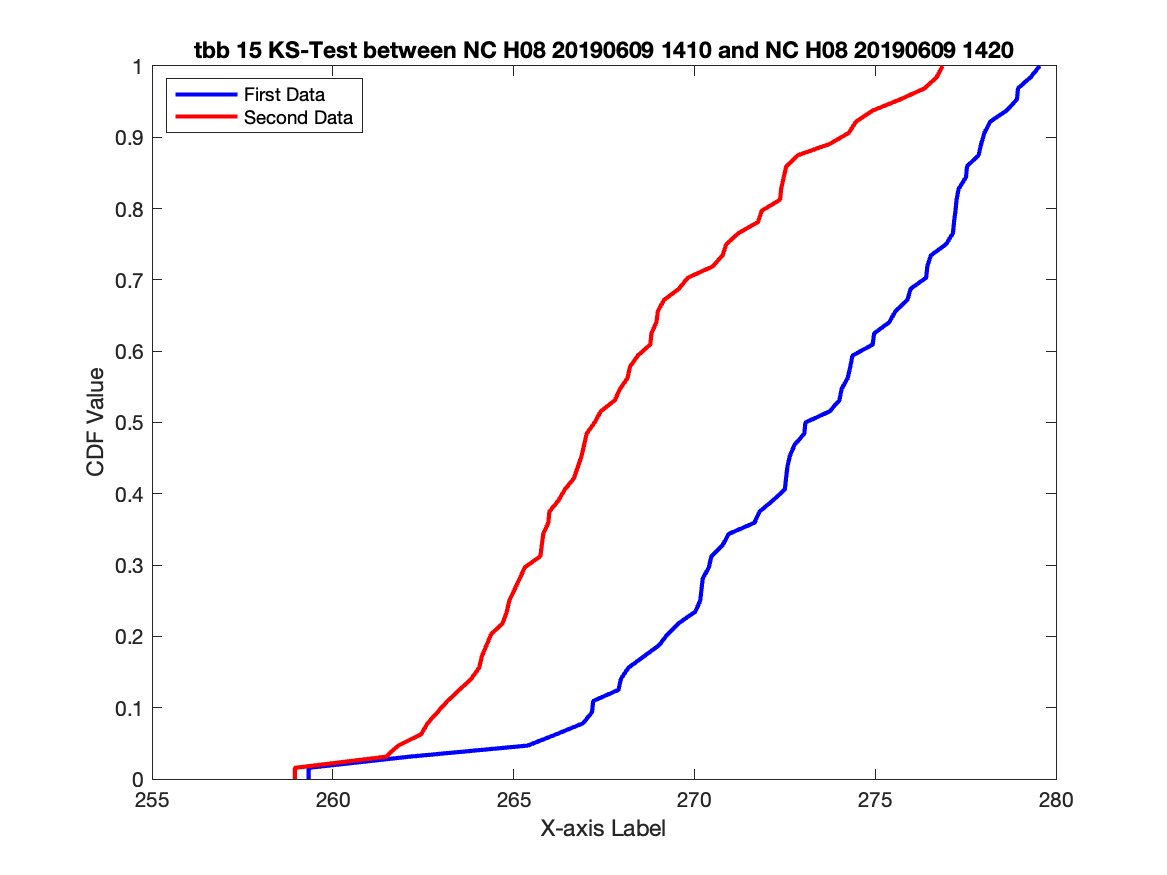 tbb 15 KS-Test between NC H08 20190609 1410 and NC H08 20190609 1420
First Data
Second Data
1
0.9
0.8
0.7
0.6
0.5
0.4
0.3
0.2
0.1
0
CDF Value
255 260 265 270 275 280
X-axis Label